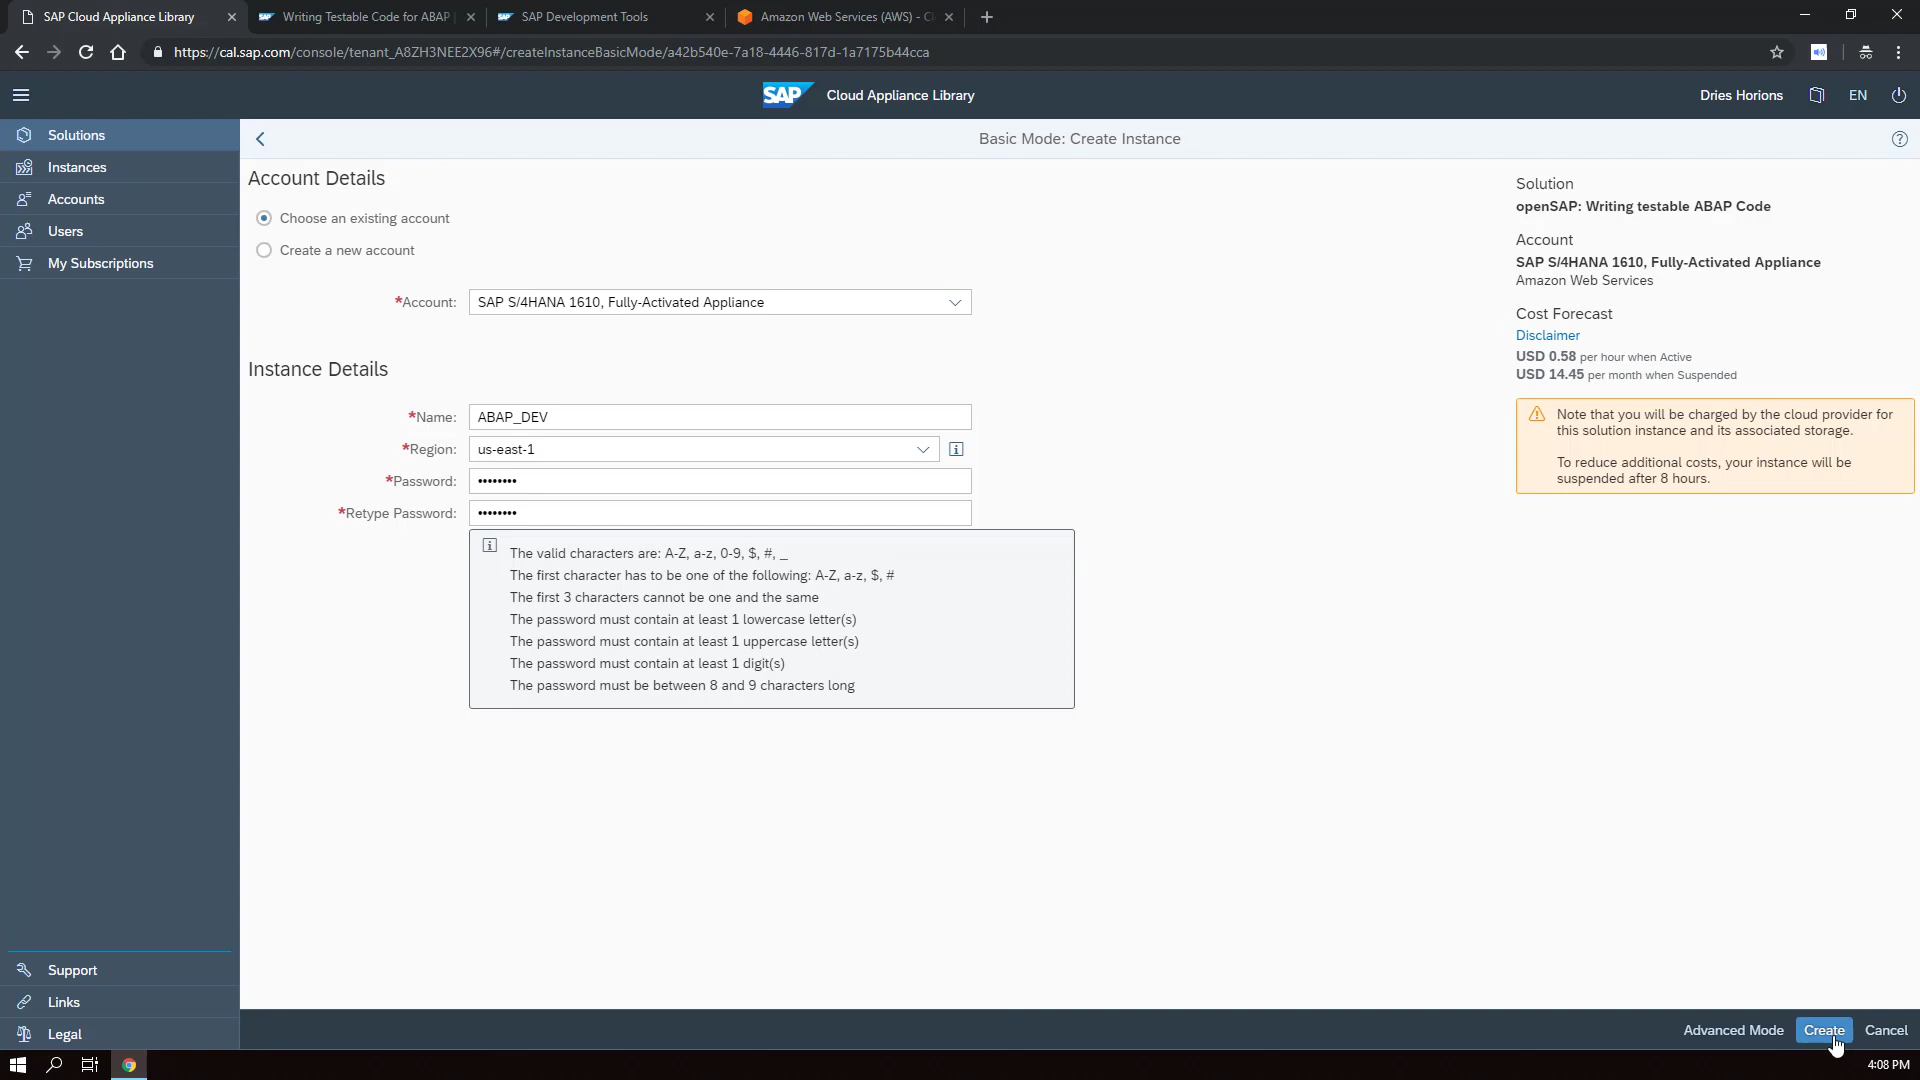 SAP Cloud Appliance Library
Writing Testable Code for ABAP
SAP Development Tools
Amazon Web Services (AWS) - C
https://cal.sap.com/console/tenant_A8ZH3NEE2X96#/createInstanceBasicMode/a42b540e-7a18-4446-817d-1a7175b44cca
SAP Cloud Appliance Library
Dries Horions
EN
Solutions
Instances
Accounts
Users
My Subscriptions
Basic Mode: Create Instance
Account Details
Choose an existing account
Create a new account
*Account: SAP S/4HANA 1610, Fully-Activated Appliance
Instance Details
*Name: ABAP_DEV
*Region: us-east-1
*Password: ••••••••
*Retype Password: ••••••••
The valid characters are: A-Z, a-z, 0-9, $, #, _
The first character has to be one of the following: A-Z, a-z, $, #
The first 3 characters cannot be one and the same
The password must contain at least 1 lowercase letter(s)
The password must contain at least 1 uppercase letter(s)
The password must contain at least 1 digit(s)
The password must be between 8 and 9 characters long
Solution
openSAP: Writing testable ABAP Code
Account
SAP S/4HANA 1610, Fully-Activated Appliance
Amazon Web Services
Cost Forecast
Disclaimer
USD 0.58 per hour when Active
USD 14.45 per month when Suspended
Note that you will be charged by the cloud provider for
this solution instance and its associated storage.
To reduce additional costs, your instance will be
suspended after 8 hours.
Support
Links
Legal
Advanced Mode
Create
Cancel
4:08 PM